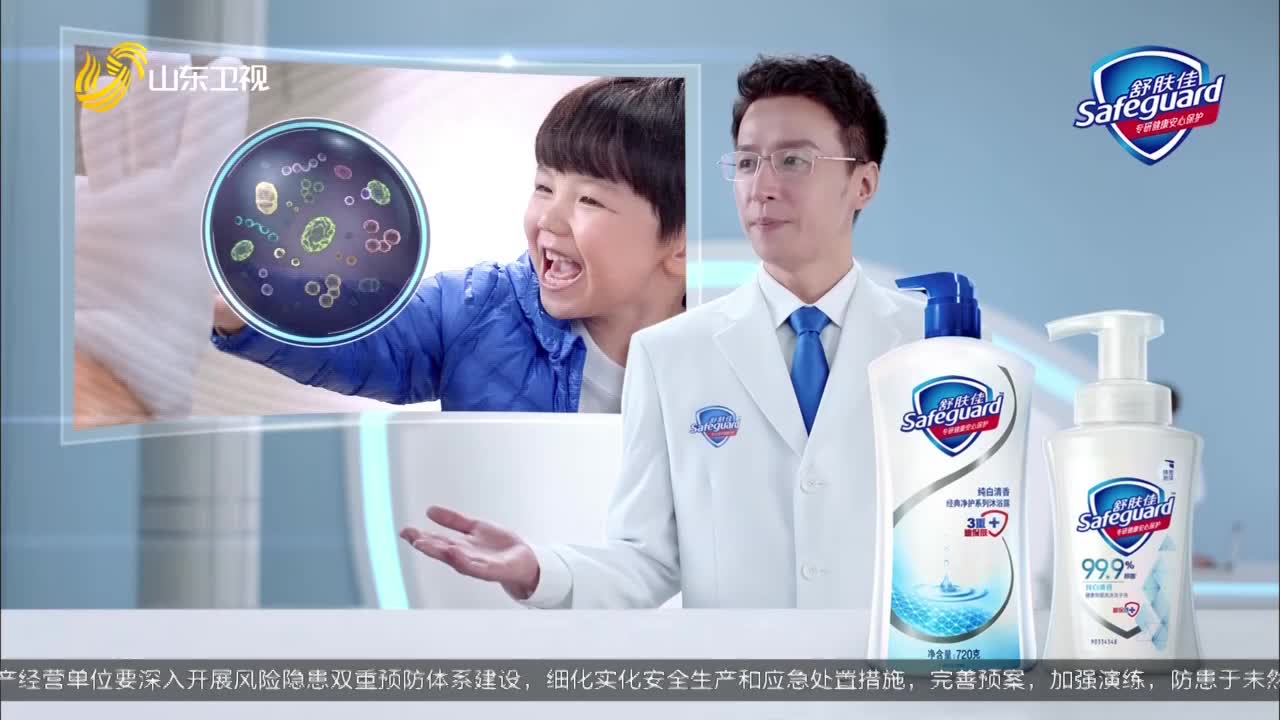 山东卫视
舒肤佳
Safeguard
专研健康安心保护
舒肤佳
Safeguard
舒肤佳
Safeguard
专研健康安心保护
纯白清香
经典净护系列沐浴露
3重+
净含量:720克
舒肤佳
Safeguard
专研健康安心保护
99.9%
纯白清香
产经营单位要深入开展风险隐患双重预防体系建设，细化实化安全生产和应急处置措施，完善预案，加强演练，防患于未然